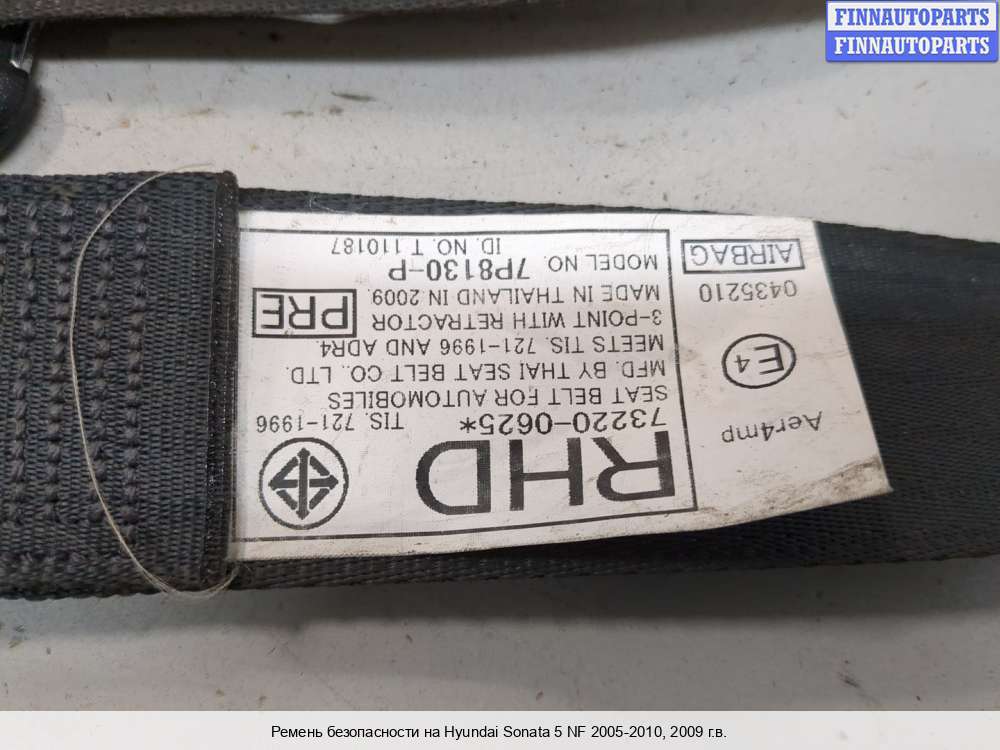 FINNAUTOPARTS
FINNAUTOPARTS
RHD
73220-0625*
TIS. 721-1996
SEAT BELT FOR AUTOMOBILES
MFD. BY THAI SEAT BELT CO., LTD.
MEETS TIS. 721-1996 AND ADR4.
3-POINT WITH RETRACTOR
MADE IN THAILAND IN 2009.
PRE
MODEL NO. 7P8130-P
ID. NO. T 110187
Aer4mp
E4
0435210
AIRBAG
Ремень безопасности на Hyundai Sonata 5 NF 2005-2010, 2009 г.в.